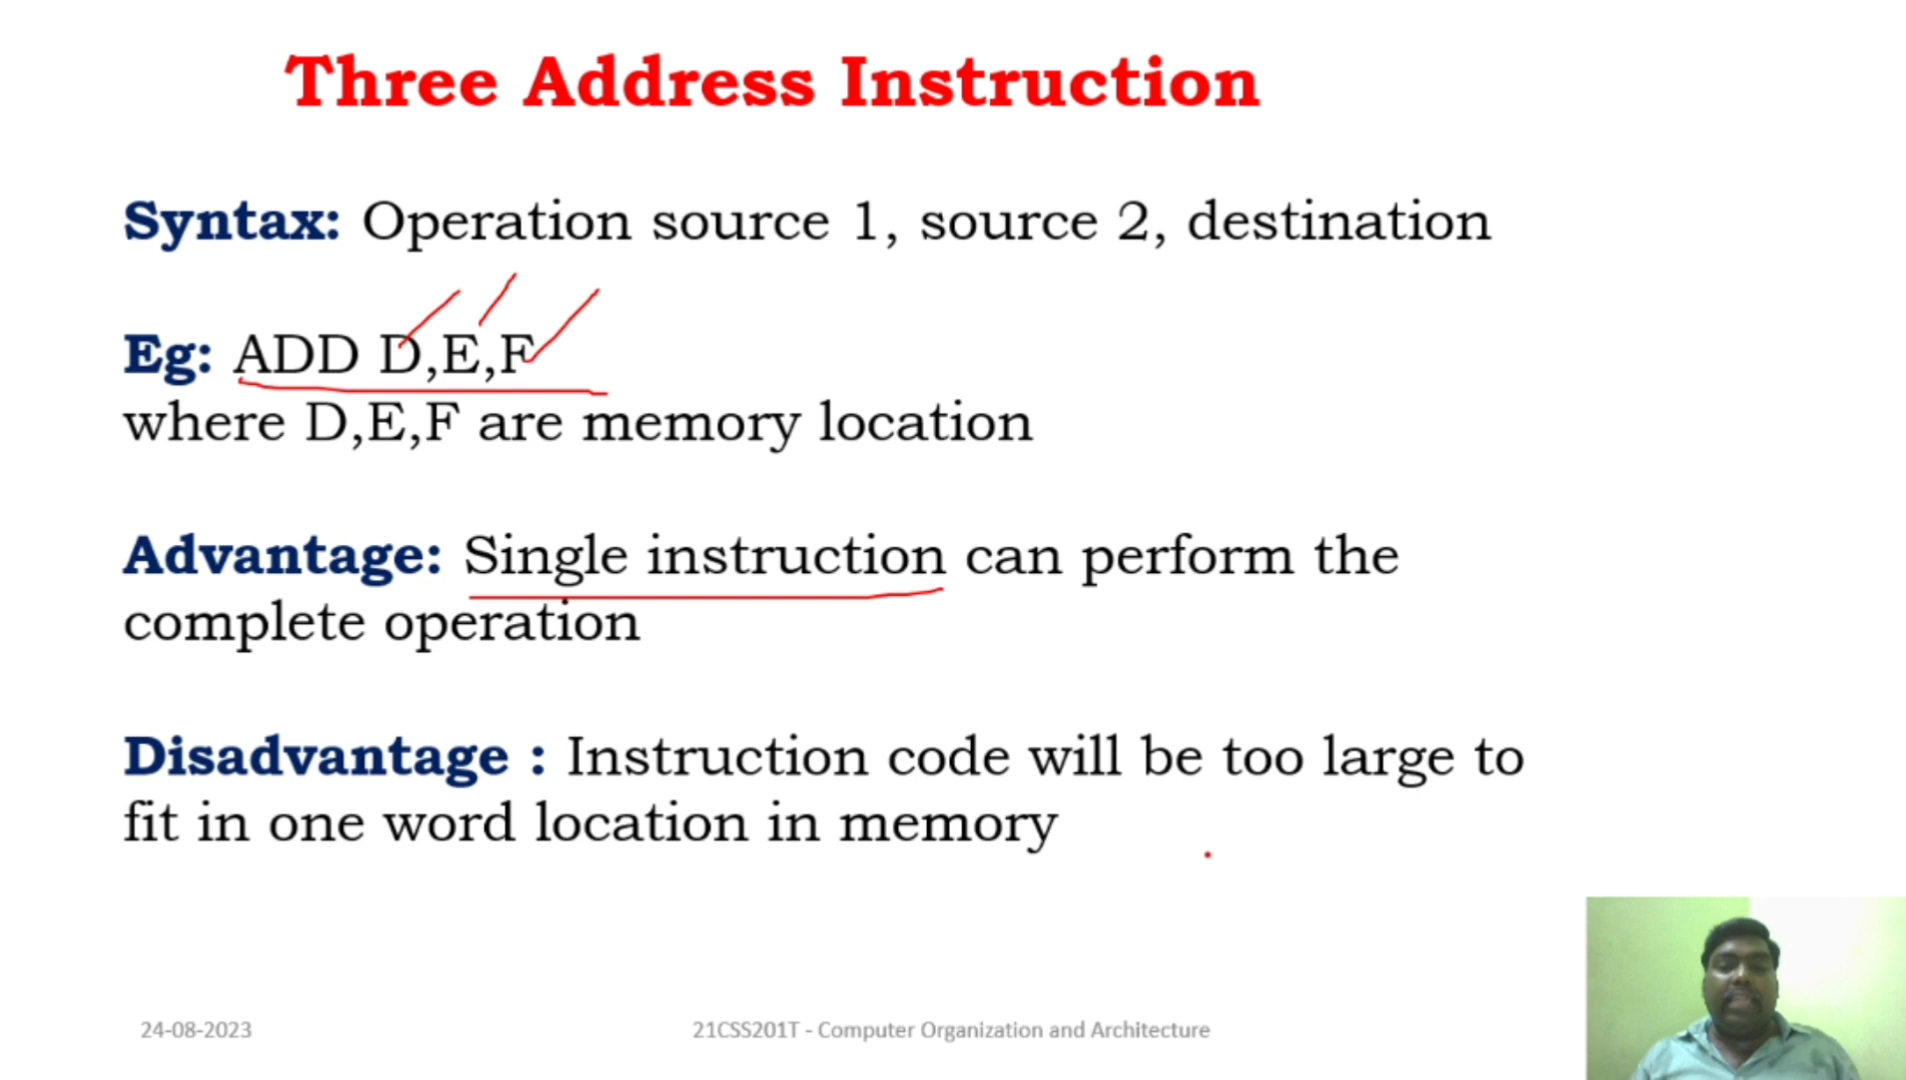 Three Address Instruction
Syntax: Operation source 1, source 2, destination
Eg: ADD D,E,F
where D,E,F are memory location
Advantage: Single instruction can perform the
complete operation
Disadvantage : Instruction code will be too large to
fit in one word location in memory
24-08-2023
21CSS201T - Computer Organization and Architecture